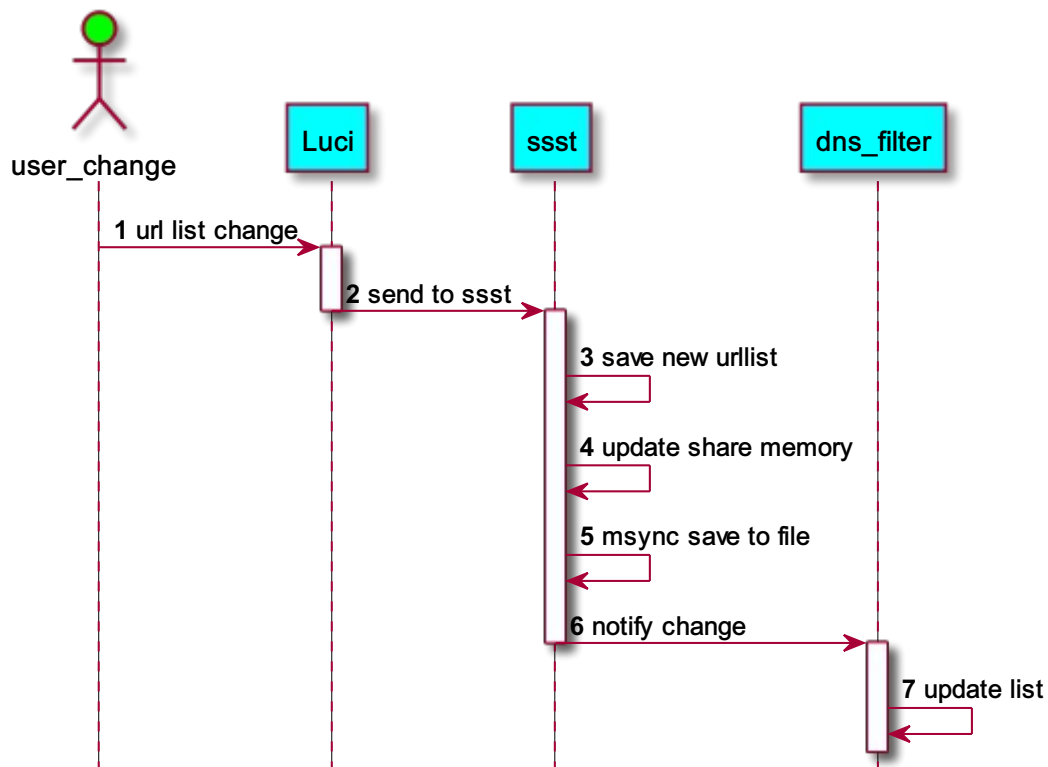 user_change
Luci
ssst
dns_filter
1 url list change
2 send to ssst
3 save new urllist
4 update share memory
5 msync save to file
6 notify change
7 update list